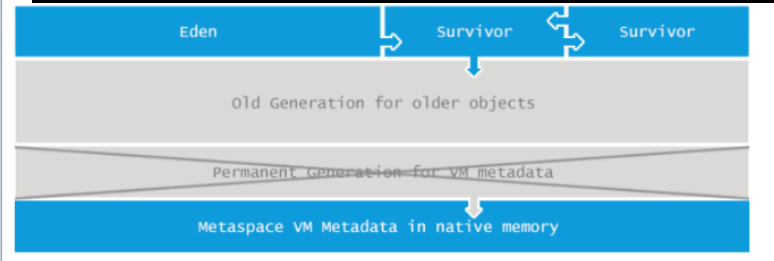 Eden
Survivor
Survivor
Old Generation for older objects
Permanent Generation for VM metadata
Metaspace VM Metadata in native memory